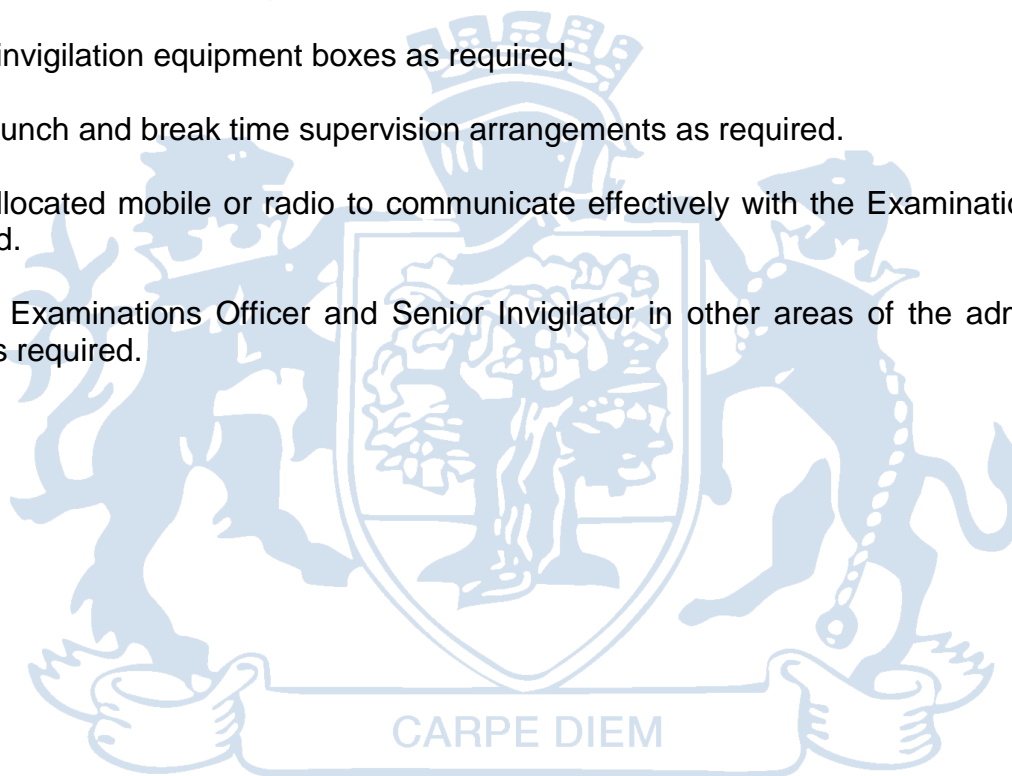 invigilation equipment boxes as required.
unch and break time supervision arrangements as required.
llocated mobile or radio to communicate effectively with the Examinatio
d.
Examinations Officer and Senior Invigilator in other areas of the adr
s required.
CARPE DIEM